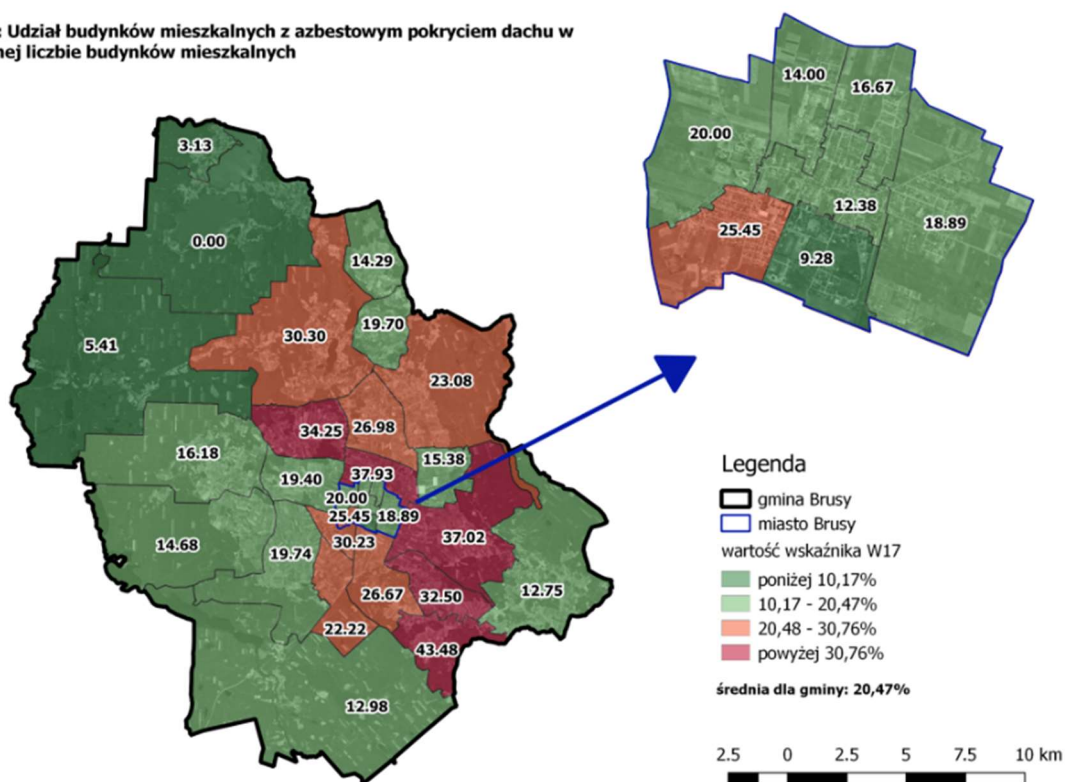 : Udział budynków mieszkalnych z azbestowym pokryciem dachu w
nej liczbie budynków mieszkalnych
14.00
16.67
20.00
12.38
18.89
25.45
9.28
3.13
0.00
14.29
5.41
30.30
19.70
23.08
34.25
26.98
16.18
15.38
19.40
37.93
20.00
25.45
18.89
14.68
30.23
37.02
19.74
26.67
32.50
12.75
22.22
43.48
12.98
Legenda
gmina Brusy
miasto Brusy
wartość wskaźnika W17
poniżej 10,17%
10,17 - 20,47%
20,48 - 30,76%
powyżej 30,76%
średnia dla gminy: 20,47%
2.5 0 2.5 5 7.5 10 km